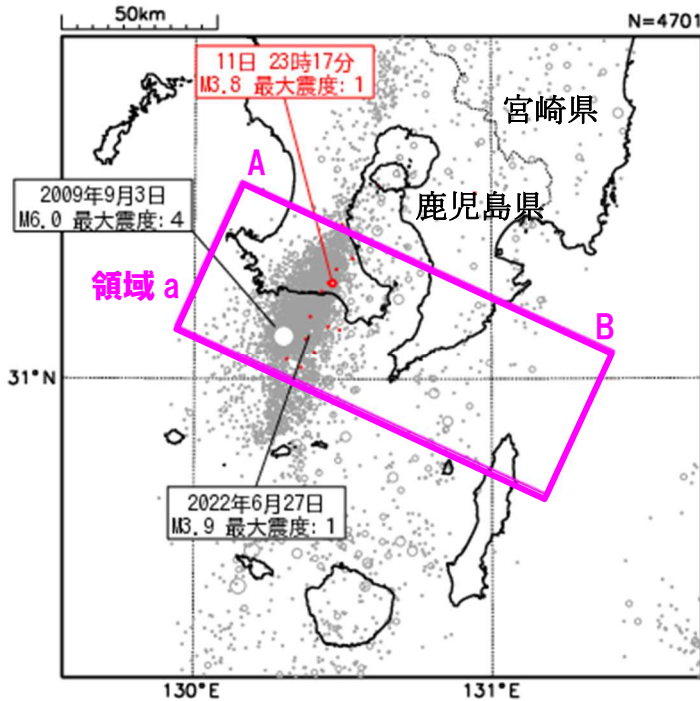 50km
N=4701
11日 23時17分
M3.8 最大震度:1
宮崎県
A
2009年9月3日
M6.0 最大震度:4
鹿児島県
領域a
B
31°N
2022年6月27日
M3.9 最大震度:1
130°E
131°E